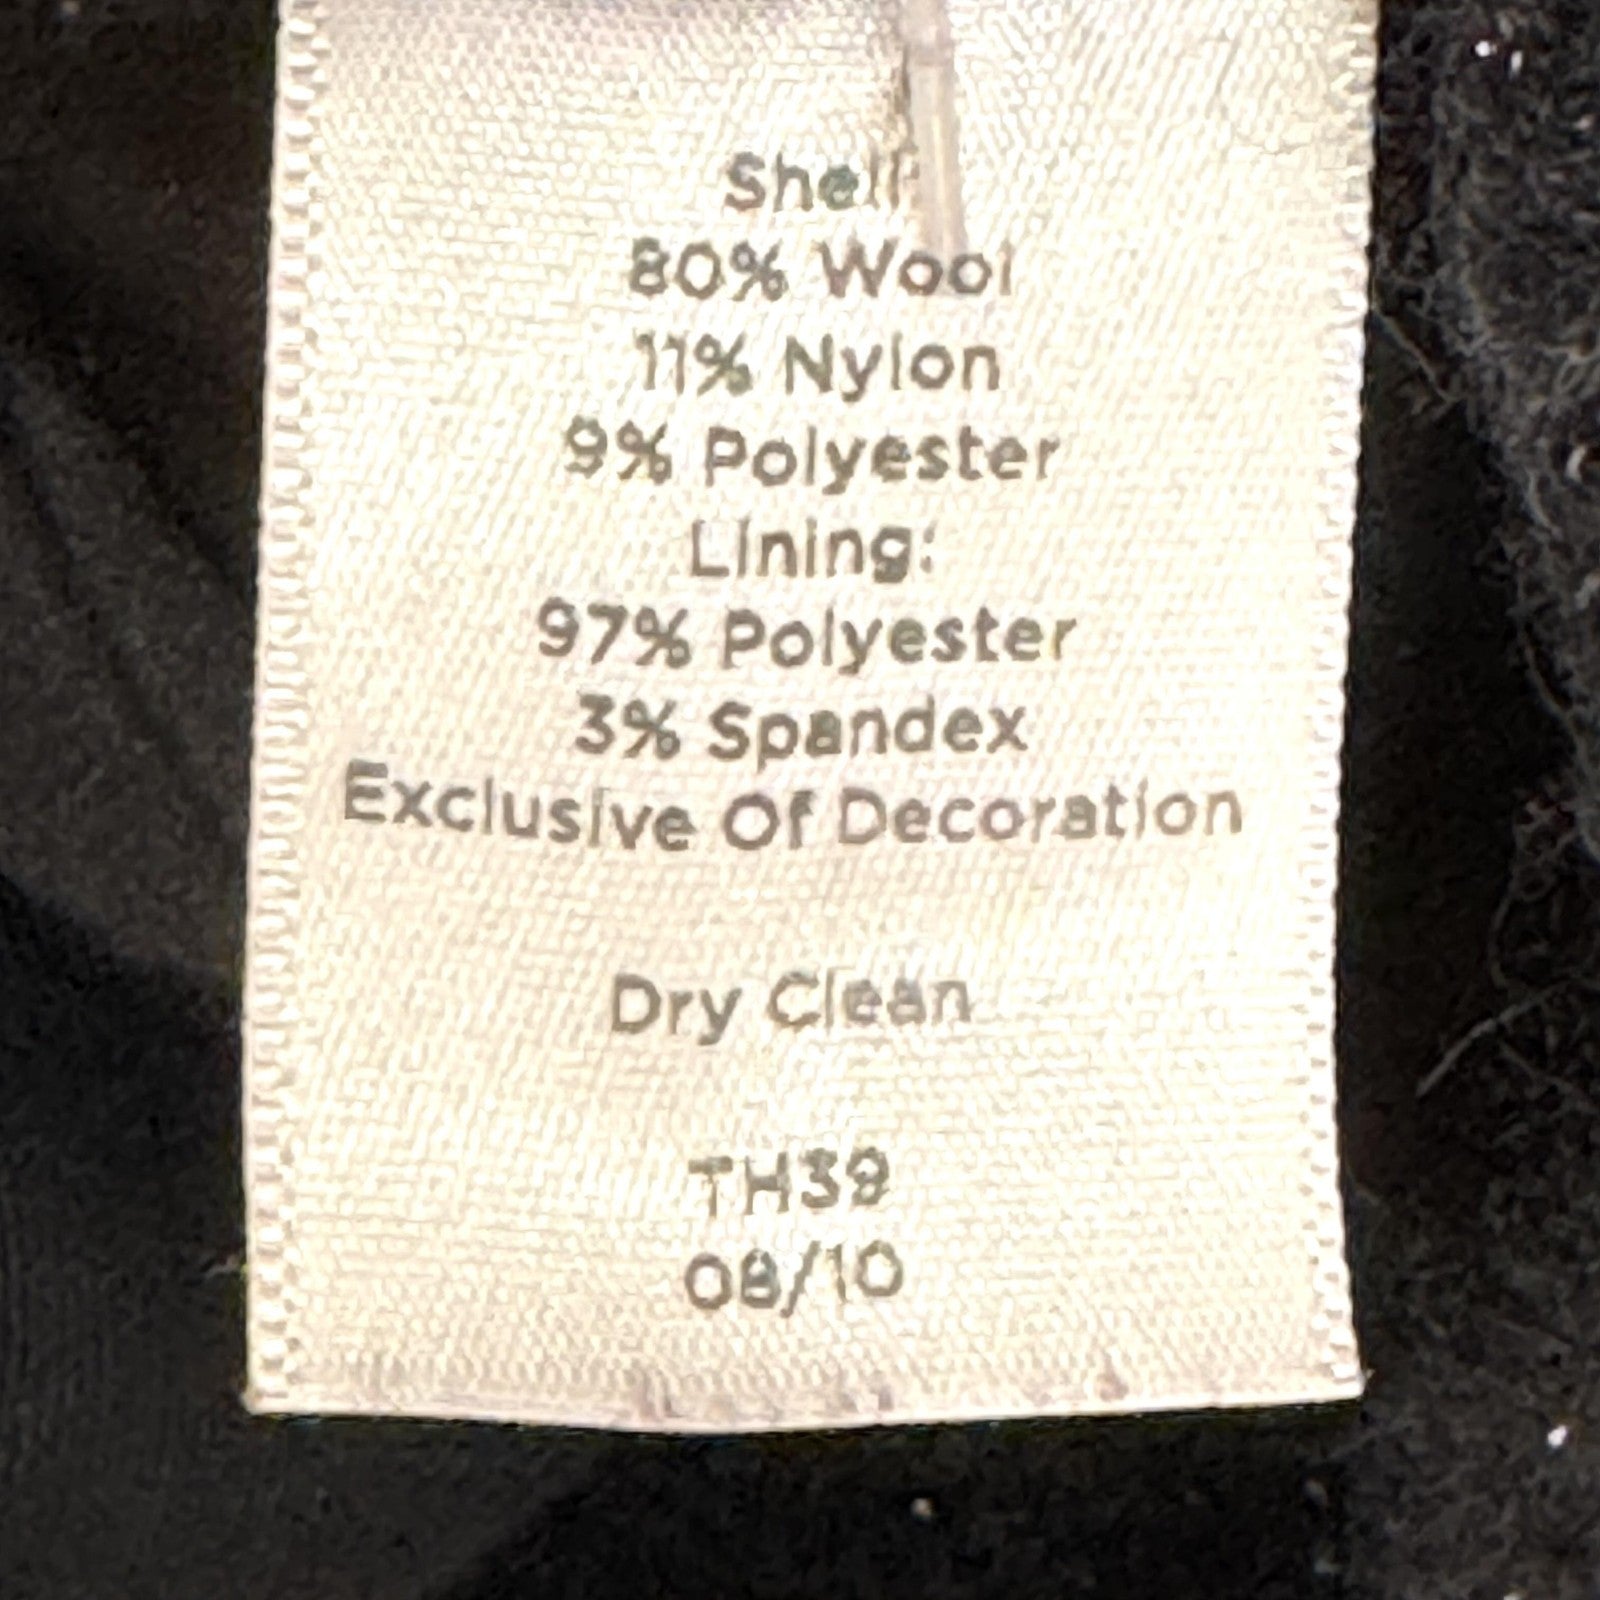 Shell:
80% Wool
11% Nylon
9% Polyester
Lining:
97% Polyester
3% Spandex
Exclusive Of Decoration
Dry Clean
TH39
08/10